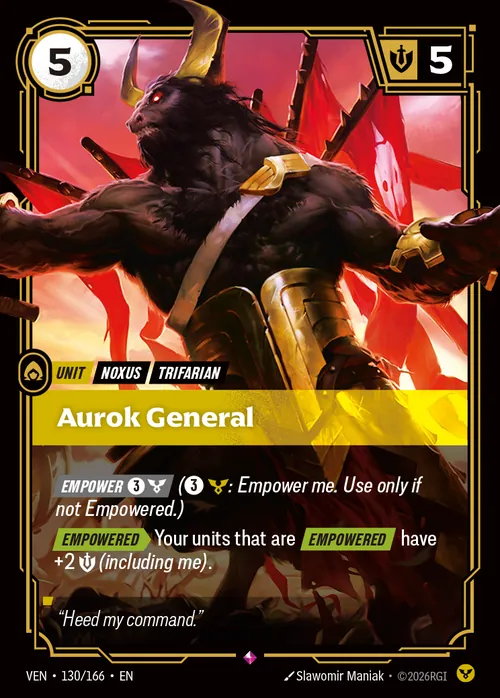 5
5
UNIT NOXUS TRIFARIAN
Aurok General
EMPOWER 3 (3 : Empower me. Use only if
not Empowered.)
EMPOWERED Your units that are EMPOWERED have
+2 (including me).
"Heed my command."
VEN • 130/166 • EN Slawomir Maniak • ©2026RGI